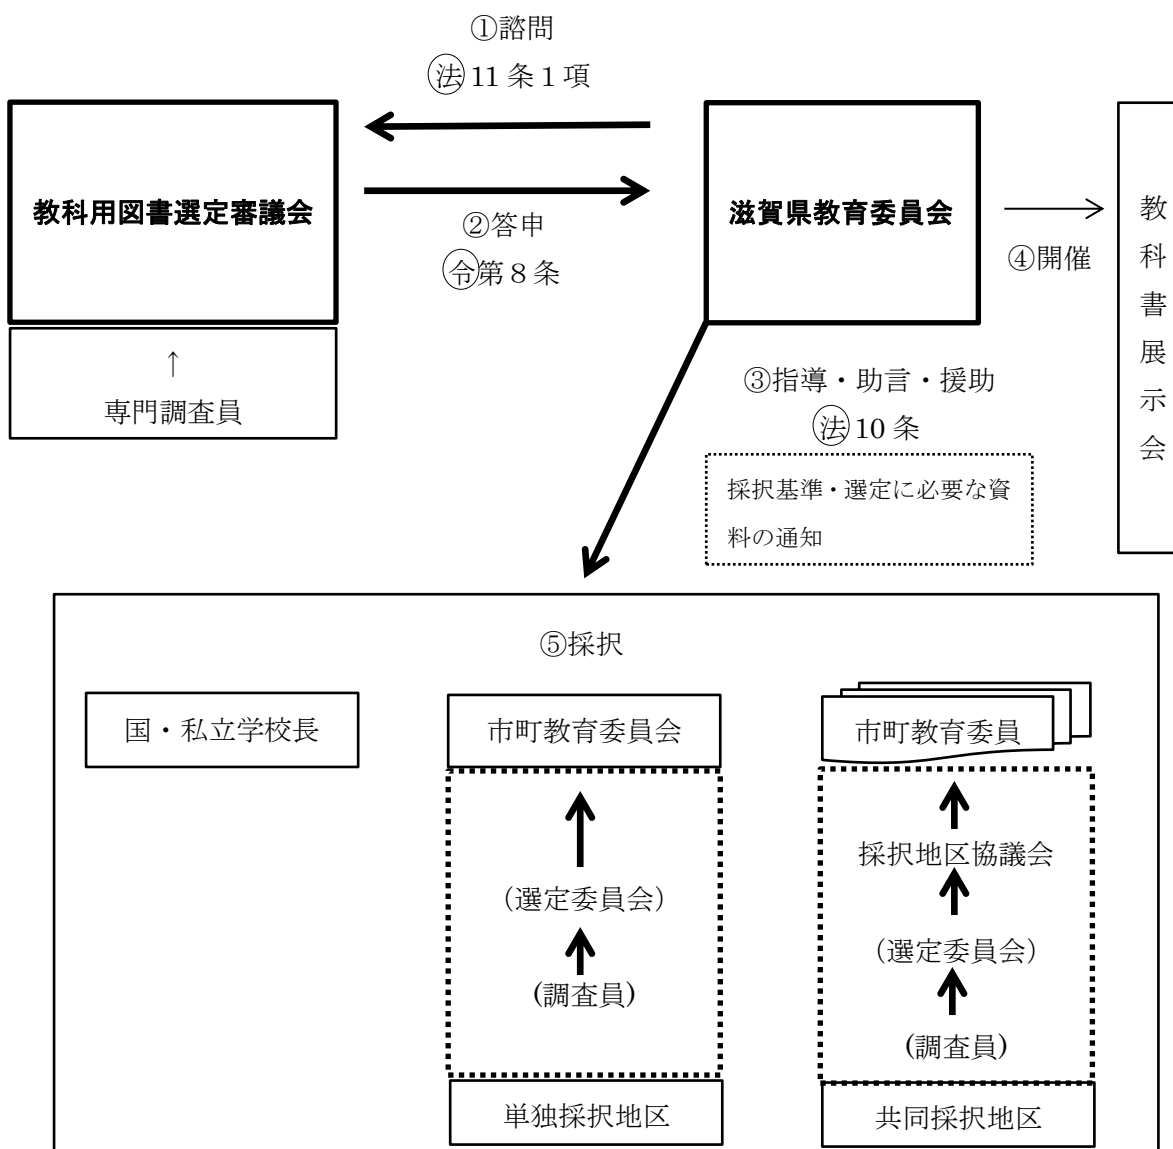 ①諮問
法11条1項
教科用図書選定審議会
↑
専門調査員
②答申
令第8条
滋賀県教育委員会
④開催
教科書展示会
③指導・助言・援助
法10条
採択基準・選定に必要な資
料の通知
⑤採択
国・私立学校長
市町教育委員会
(選定委員会)
(調査員)
単独採択地区
市町教育委員
採択地区協議会
(選定委員会)
(調査員)
共同採択地区